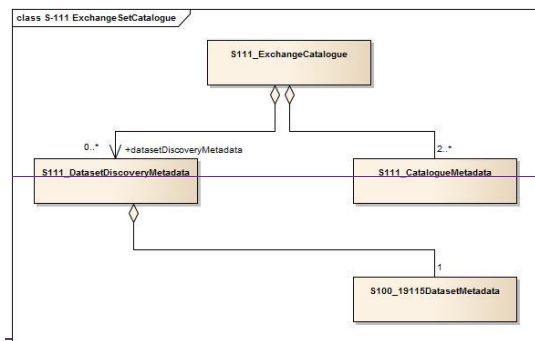 class S-111 ExchangeSetCatalogue
S111_ExchangeCatalogue
0..*
+datasetDiscoveryMetadata
2..*
S111_DatasetDiscoveryMetadata
S111_CatalogueMetadata
1
S100_19115DatasetMetadata